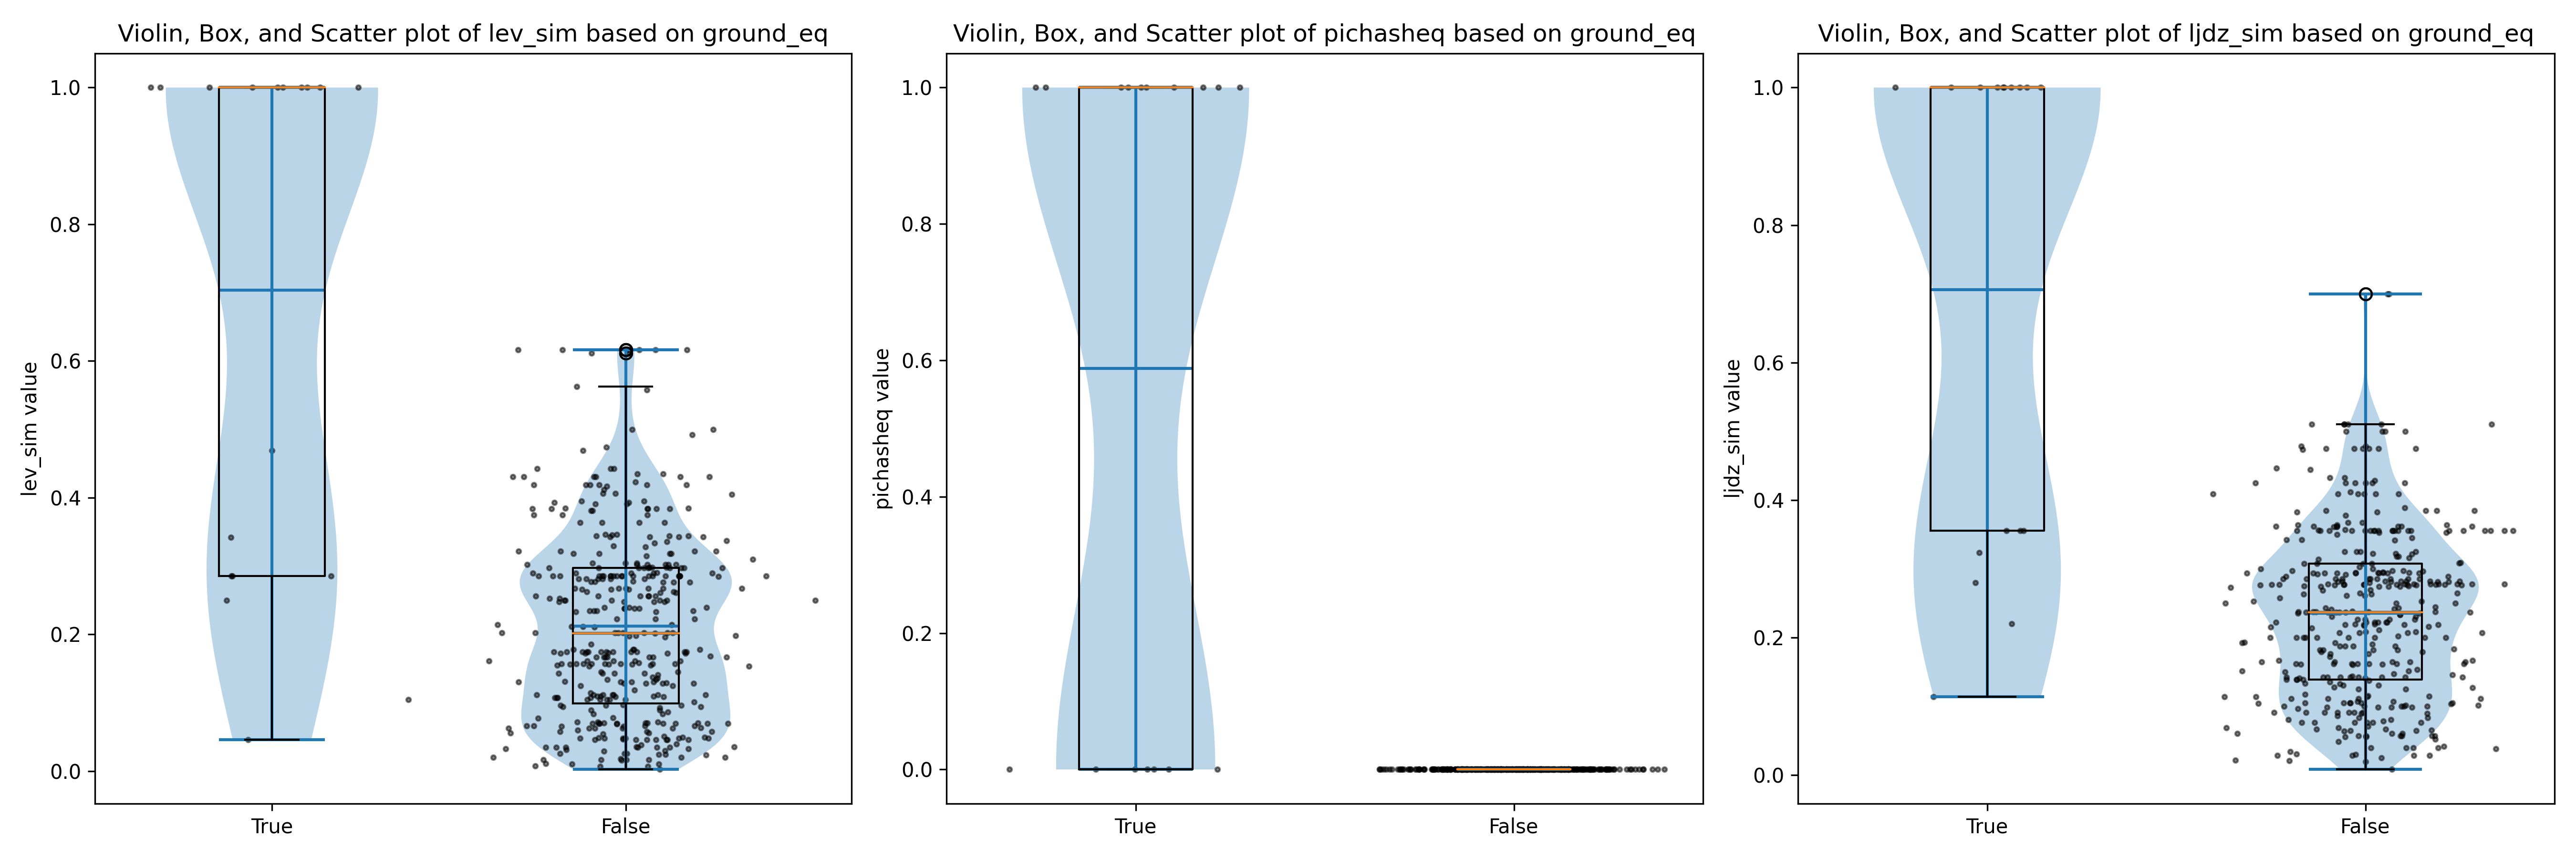 Violin, Box, and Scatter plot of lev_sim based on ground_eq
1.0
0.8
0.6
0.4
0.2
0.0
lev_sim value
True
False
Violin, Box, and Scatter plot of pichasheq based on ground_eq
1.0
0.8
0.6
0.4
0.2
0.0
pichasheq value
True
False
Violin, Box, and Scatter plot of ljdz_sim based on ground_eq
1.0
0.8
0.6
0.4
0.2
0.0
ljdz_sim value
True
False